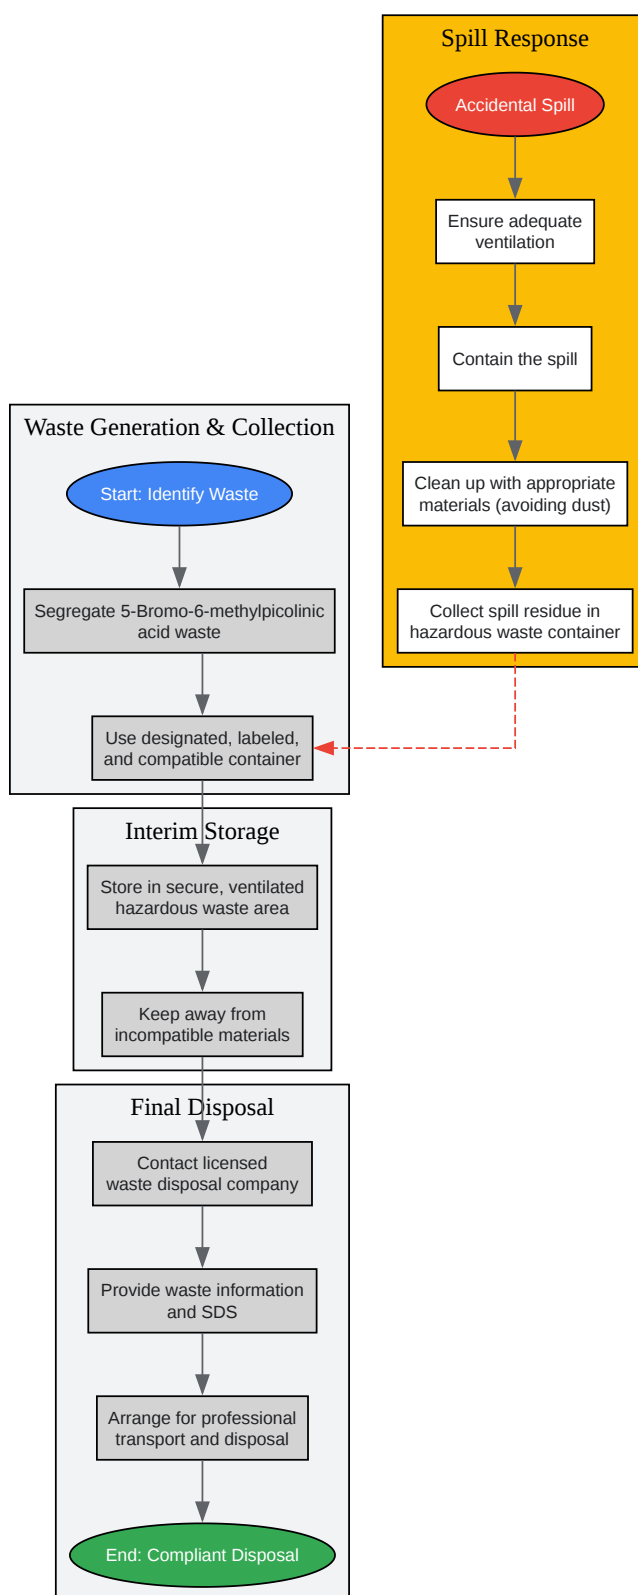 Spill Response
Accidental Spill
Ensure adequate
ventilation
Contain the spill
Clean up with appropriate
materials (avoiding dust)
Collect spill residue in
hazardous waste container
Waste Generation & Collection
Start: Identify Waste
Segregate 5-Bromo-6-methylpicolinic
acid waste
Use designated, labeled,
and compatible container
Interim Storage
Store in secure, ventilated
hazardous waste area
Keep away from
incompatible materials
Final Disposal
Contact licensed
waste disposal company
Provide waste information
and SDS
Arrange for professional
transport and disposal
End: Compliant Disposal